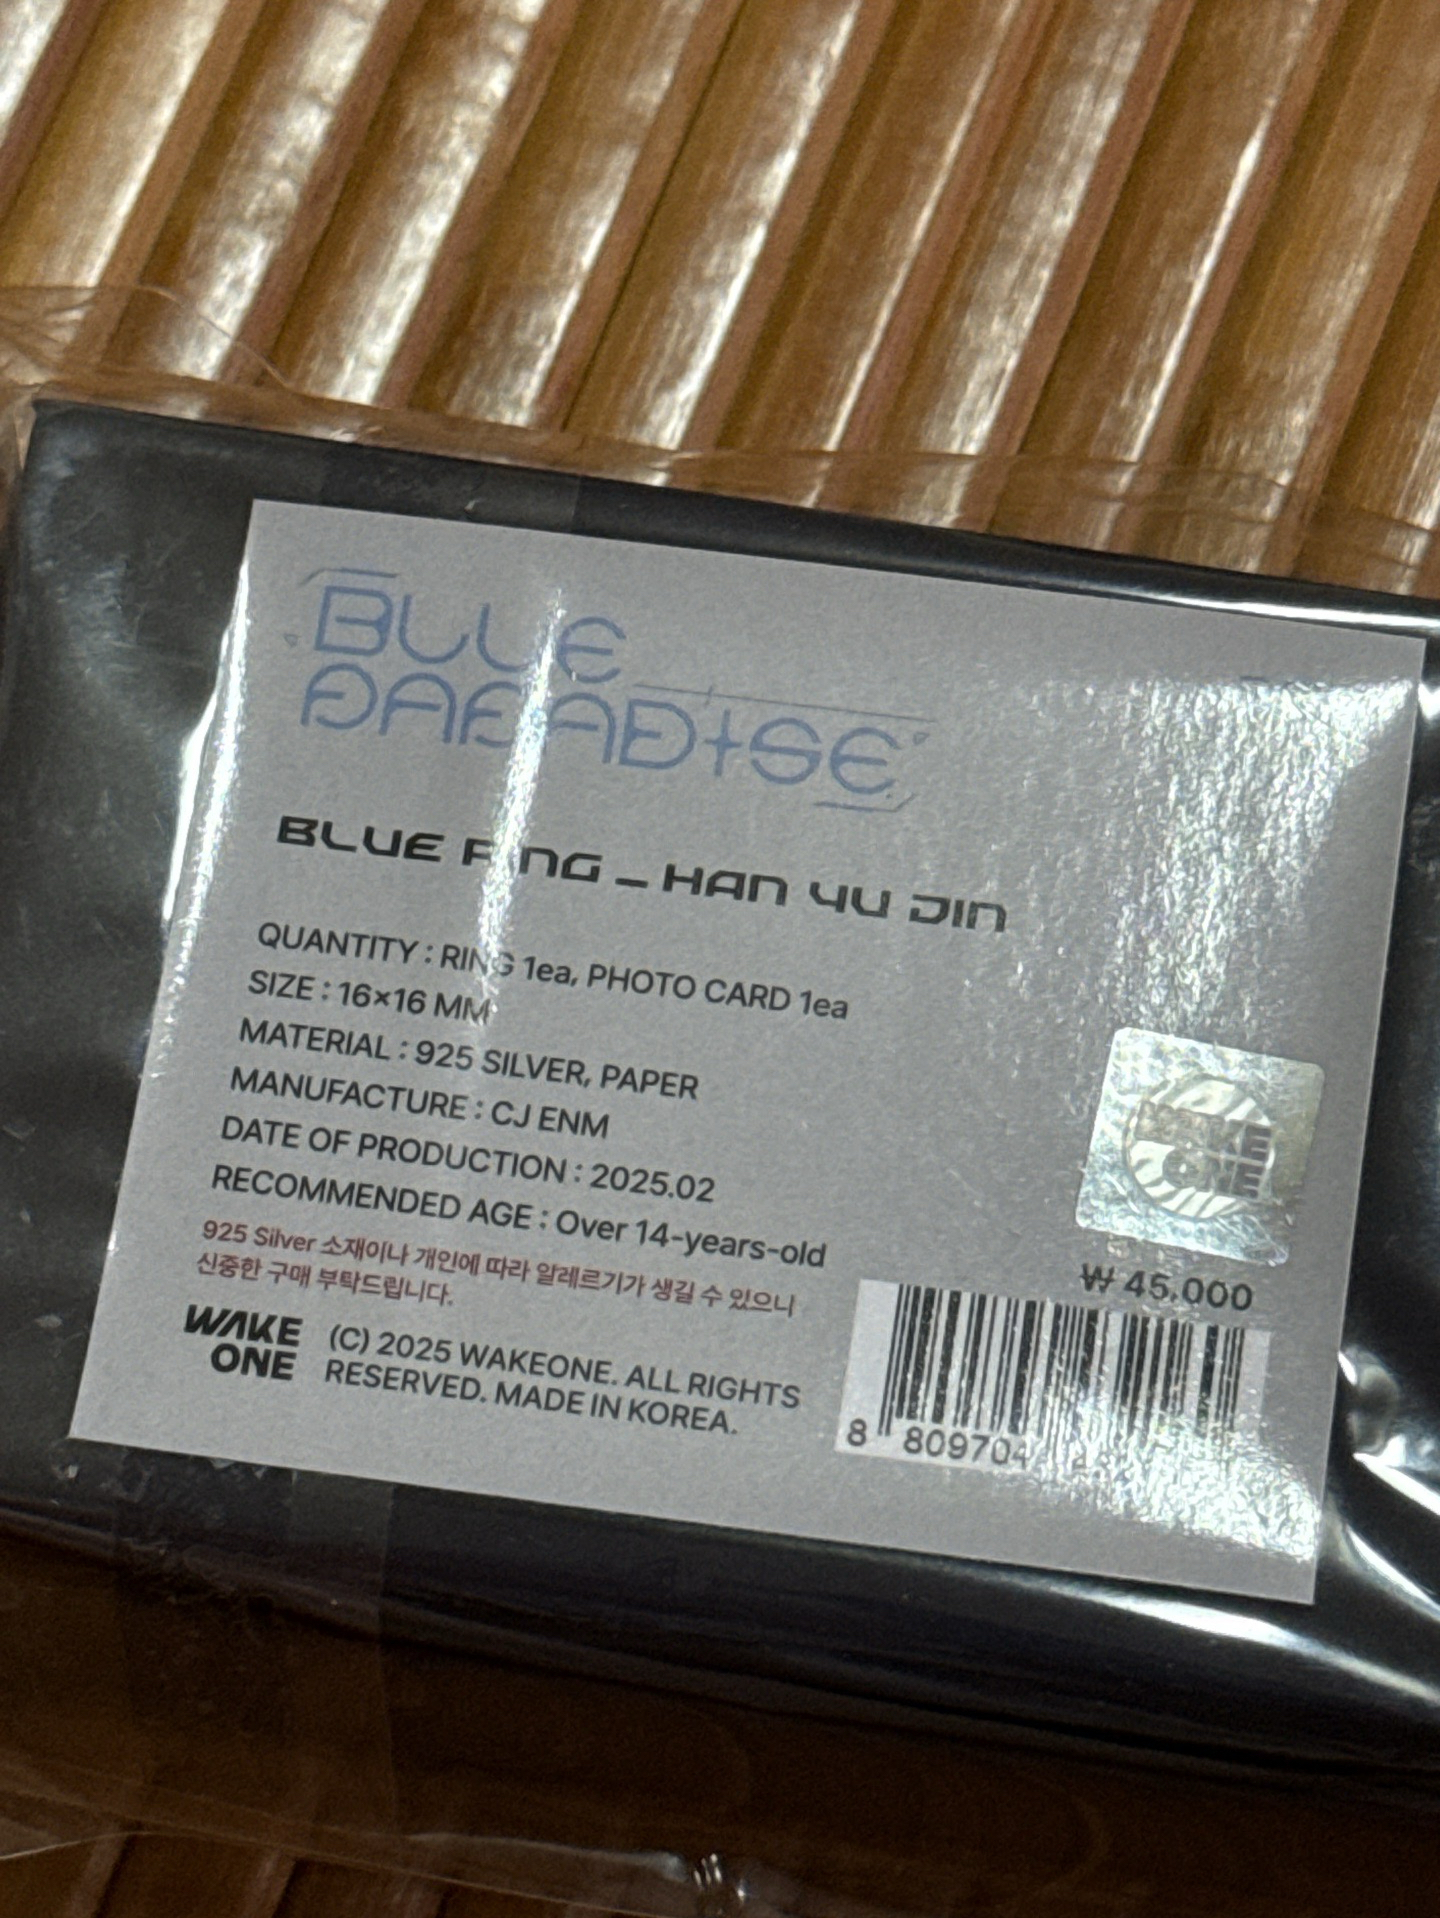 BLUE
PARADISE
BLUE RING _ HAN YU JIN
QUANTITY : RING 1ea, PHOTO CARD 1ea
SIZE : 16×16 MM
MATERIAL : 925 SILVER, PAPER
MANUFACTURE : CJ ENM
DATE OF PRODUCTION : 2025.02
RECOMMENDED AGE : Over 14-years-old
925 Silver 소재이나 개인에 따라 알레르기가 생길 수 있으니
신중한 구매 부탁드립니다.
WAKE
ONE
(C) 2025 WAKEONE. ALL RIGHTS
RESERVED. MADE IN KOREA.
WAKE
ONE
₩ 45,000
8 809704